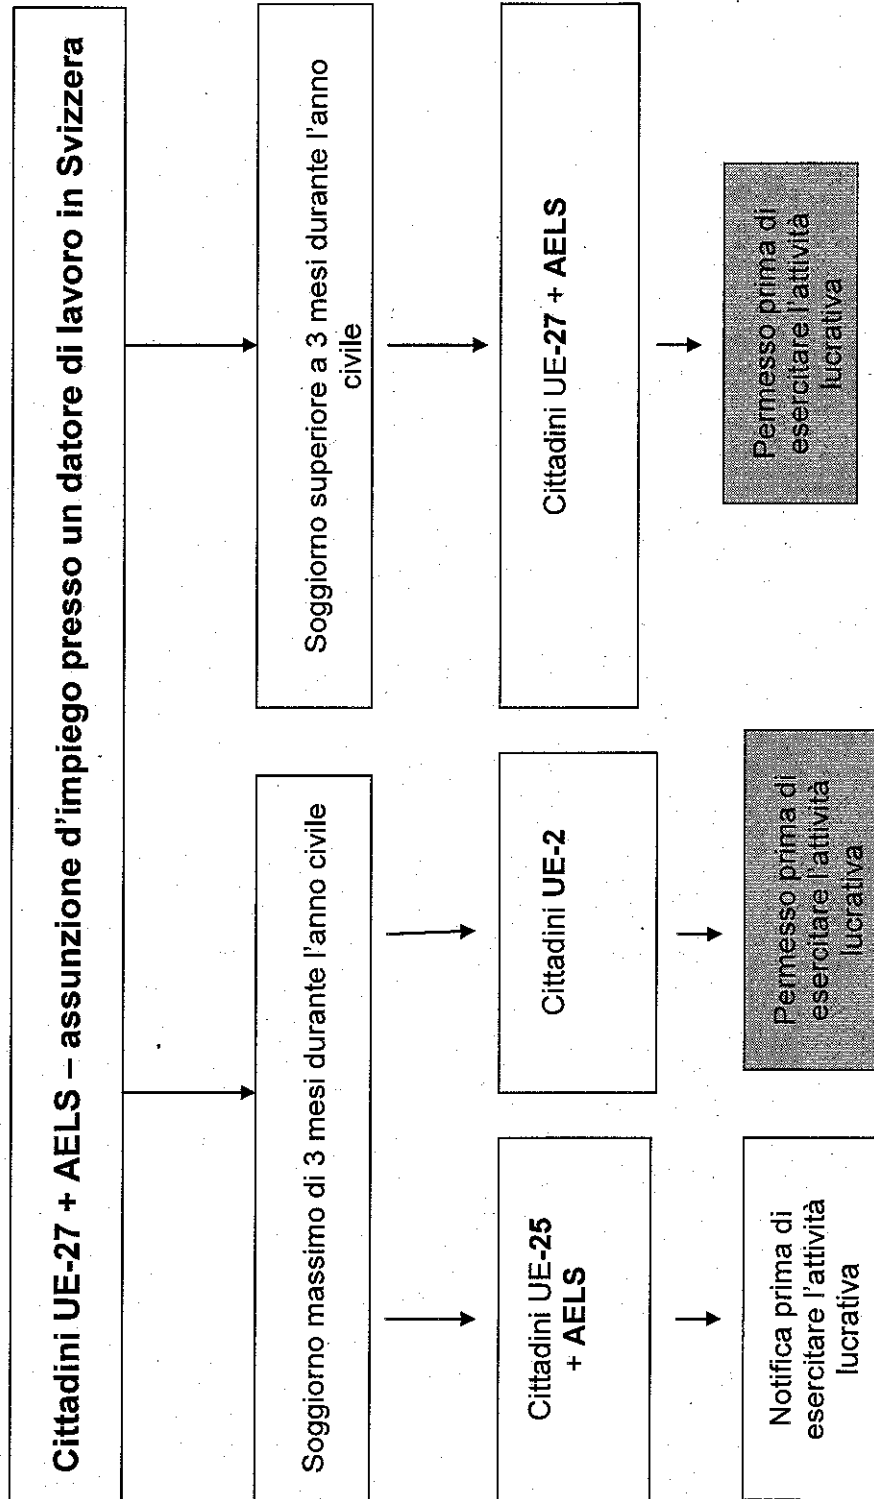 Cittadini UE-27 + AELS – assunzione d'impiego presso un datore di lavoro in Svizzera
Soggiorno massimo di 3 mesi durante l'anno civile
Soggiorno superiore a 3 mesi durante l'anno
civile
Cittadini UE-25
+ AELS
Cittadini UE-2
Cittadini UE-27 + AELS
Notifica prima di
esercitare l'attività
lucrativa
Permesso prima di
esercitare l'attività
lucrativa
Permesso prima di
esercitare l'attività
lucrativa